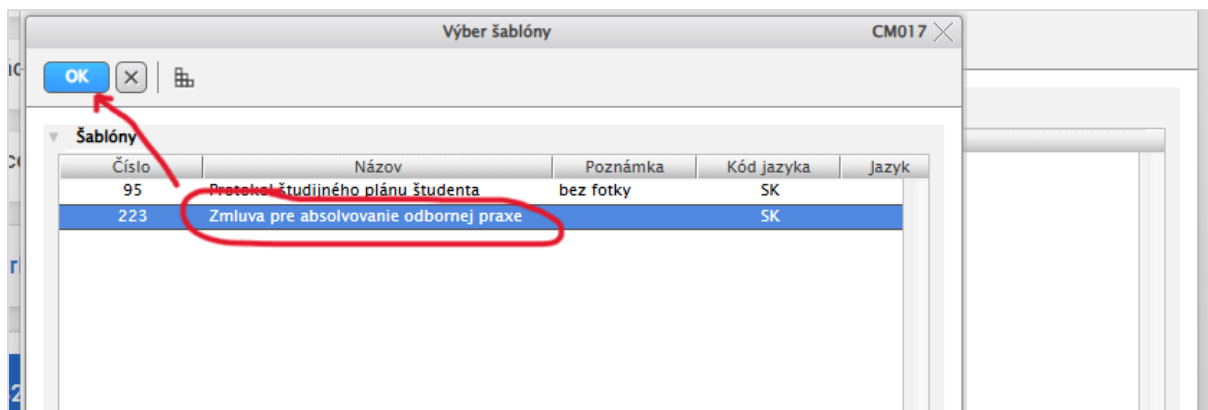 Výber šablóny CM017
OK
Šablóny
Číslo Názov Poznámka Kód jazyka Jazyk
95 Protokol študijného plánu študenta bez fotky SK
223 Zmluva pre absolvovanie odbornej praxe SK